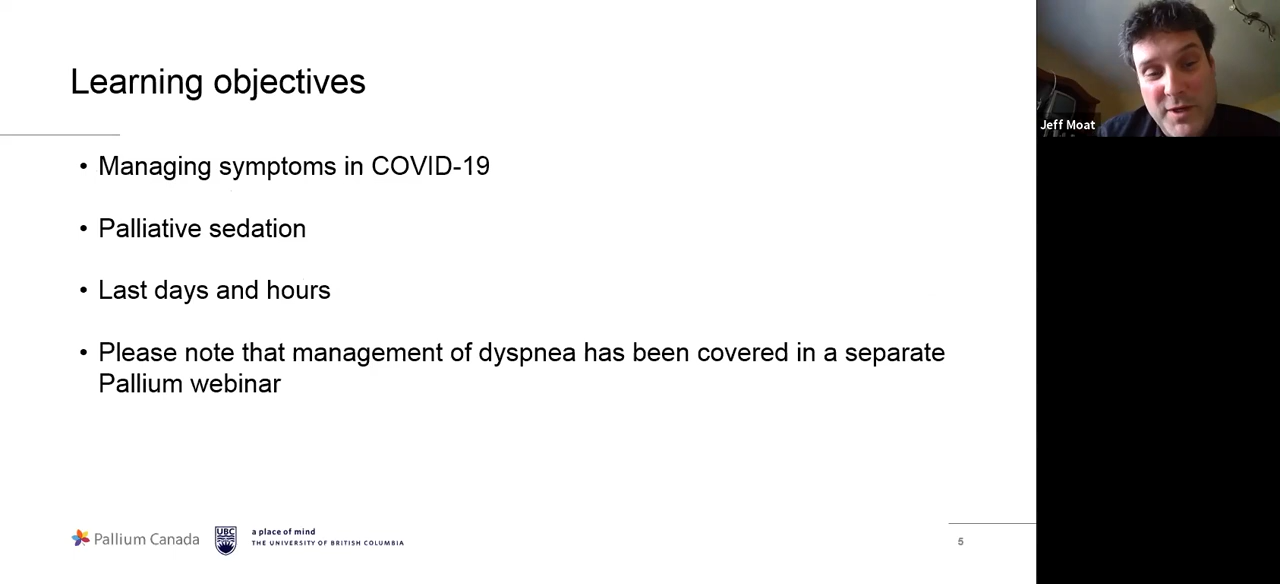 Learning objectives
• Managing symptoms in COVID-19
• Palliative sedation
• Last days and hours
• Please note that management of dyspnea has been covered in a separate
Pallium webinar
Pallium Canada
UBC
a place of mind
THE UNIVERSITY OF BRITISH COLUMBIA
5
Jeff Moat